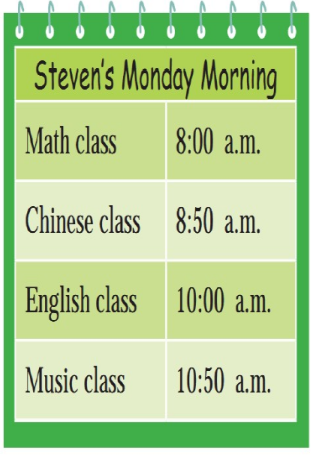 Steven's Monday Morning
Math class 8:00 a.m.
Chinese class 8:50 a.m.
English class 10:00 a.m.
Music class 10:50 a.m.